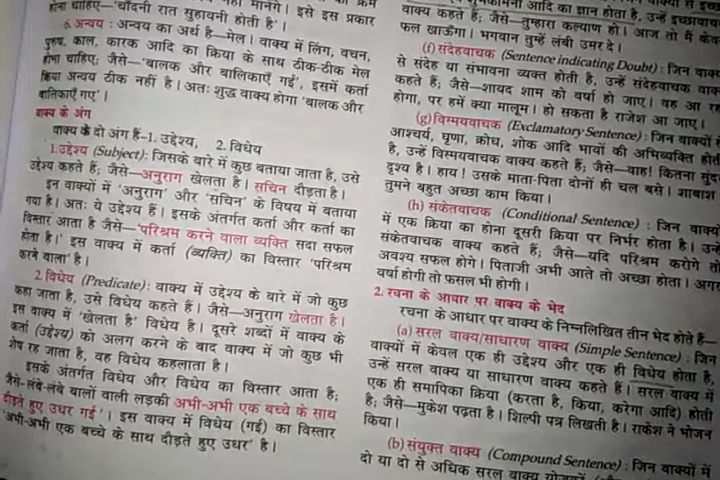 होना चाहिए–'चाँदनी रात सुहावनी होती है'।
6. अन्वय : अन्वय का अर्थ है–मेल। वाक्य में लिंग, वचन,
पुरुष, काल, कारक आदि का क्रिया के साथ ठीक-ठीक मेल
होना चाहिए; जैसे–'बालक और बालिकाएँ गईं', इसमें कर्ता
क्रिया अन्वय ठीक नहीं है। अतः शुद्ध वाक्य होगा 'बालक और
बालिकाएँ गए'।
वाक्य के अंग
वाक्य के दो अंग हैं–1. उद्देश्य, 2. विधेय
1.उद्देश्य (Subject): जिसके बारे में कुछ बताया जाता है, उसे
उद्देश्य कहते हैं; जैसे–अनुराग खेलता है। सचिन दौड़ता है।
इन वाक्यों में 'अनुराग' और 'सचिन' के विषय में बताया
गया है। अतः ये उद्देश्य हैं। इसके अंतर्गत कर्ता और कर्ता का
विस्तार आता है जैसे–'परिश्रम करने वाला व्यक्ति सदा सफल
होता है।' इस वाक्य में कर्ता (व्यक्ति) का विस्तार 'परिश्रम
करने वाला' है।
2 विधेय (Predicate): वाक्य में उद्देश्य के बारे में जो कुछ
कहा जाता है, उसे विधेय कहते हैं। जैसे–अनुराग खेलता है।
इस वाक्य में 'खेलता है' विधेय है। दूसरे शब्दों में वाक्य के
कर्ता (उद्देश्य) को अलग करने के बाद वाक्य में जो कुछ भी
शेष रह जाता है, वह विधेय कहलाता है।
इसके अंतर्गत विधेय और विधेय का विस्तार आता है;
जैसे-लंबे-लंबे बालों वाली लड़की अभी-अभी एक बच्चे के साथ
दौड़ते हुए उधर गई'। इस वाक्य में विधेय (गई) का विस्तार
'अभी-अभी एक बच्चे के साथ दौड़ते हुए उधर' है।
वाक्य कहते हैं; जैसे–तुम्हारा कल्याण हो। आज तो मैं केवल
फल खाऊँगा। भगवान तुम्हें लंबी उमर दे।
(f) संदेहवाचक (Sentence indicating Doubt) : जिन वाक्यों
से संदेह या संभावना व्यक्त होती है, उन्हें संदेहवाचक वाक्य
कहते हैं; जैसे–शायद शाम को वर्षा हो जाए। वह आ रहा
होगा, पर हमें क्या मालूम। हो सकता है राजेश आ जाए।
(g) विस्मयवाचक (Exclamatory Sentence) : जिन वाक्यों से
आश्चर्य, घृणा, क्रोध, शोक आदि भावों की अभिव्यक्ति होती
है, उन्हें विस्मयवाचक वाक्य कहते हैं; जैसे–वाह! कितना सुंदर
दृश्य है। हाय! उसके माता-पिता दोनों ही चल बसे। शाबाश
तुमने बहुत अच्छा काम किया।
(h) संकेतवाचक (Conditional Sentence) : जिन वाक्यों
में एक क्रिया का होना दूसरी क्रिया पर निर्भर होता है। उन्हें
संकेतवाचक वाक्य कहते हैं; जैसे–यदि परिश्रम करोगे तो
अवश्य सफल होगे। पिताजी अभी आते तो अच्छा होता। अगर
वर्षा होगी तो फ़सल भी होगी।
2. रचना के आधार पर वाक्य के भेद
रचना के आधार पर वाक्य के निम्नलिखित तीन भेद होते हैं–
(a) सरल वाक्य/साधारण वाक्य (Simple Sentence) : जिन
वाक्यों में केवल एक ही उद्देश्य और एक ही विधेय होता है,
उन्हें सरल वाक्य या साधारण वाक्य कहते हैं। सरल वाक्य में
एक ही समापिका क्रिया (करता है, किया, करेगा आदि) होती
है; जैसे–मुकेश पढ़ता है। शिल्पी पत्र लिखती है। राकेश ने भोजन
किया।
(b) संयुक्त वाक्य (Compound Sentence) : जिन वाक्यों में
दो या दो से अधिक सरल वाक्य